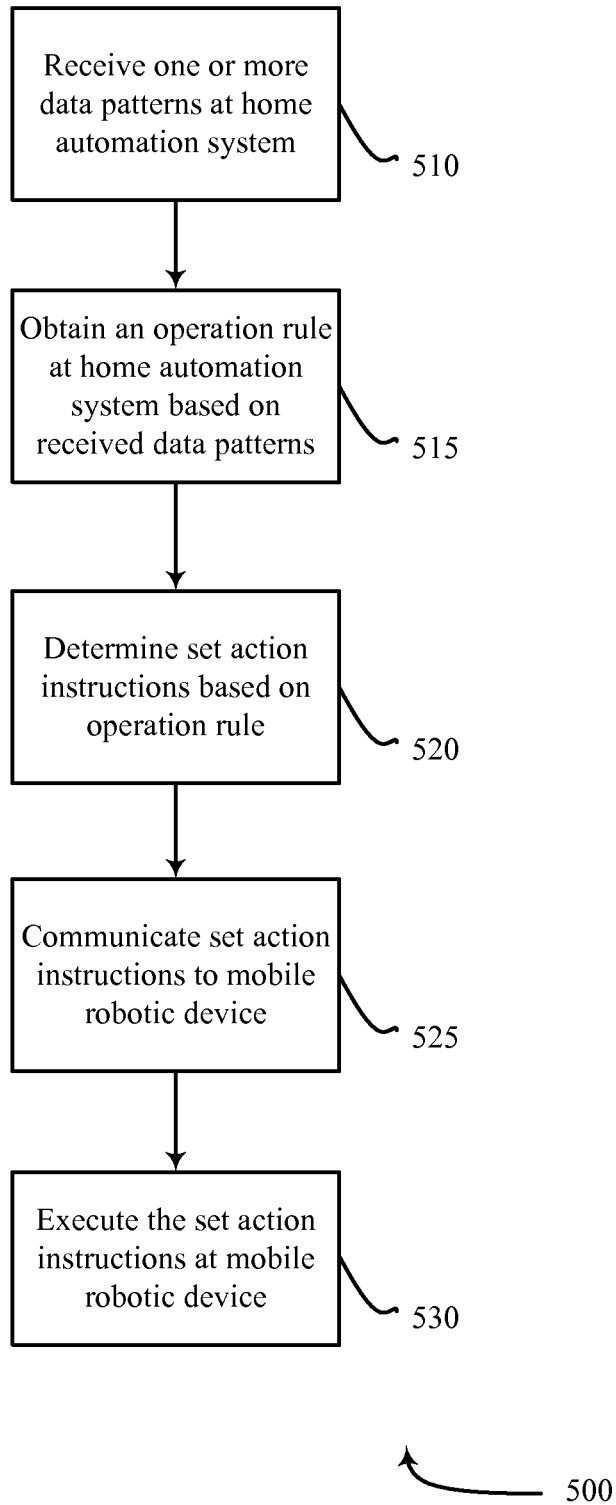 Receive one or more
data patterns at home
automation system
510
Obtain an operation rule
at home automation
system based on
received data patterns
515
Determine set action
instructions based on
operation rule
520
Communicate set action
instructions to mobile
robotic device
525
Execute the set action
instructions at mobile
robotic device
530
500